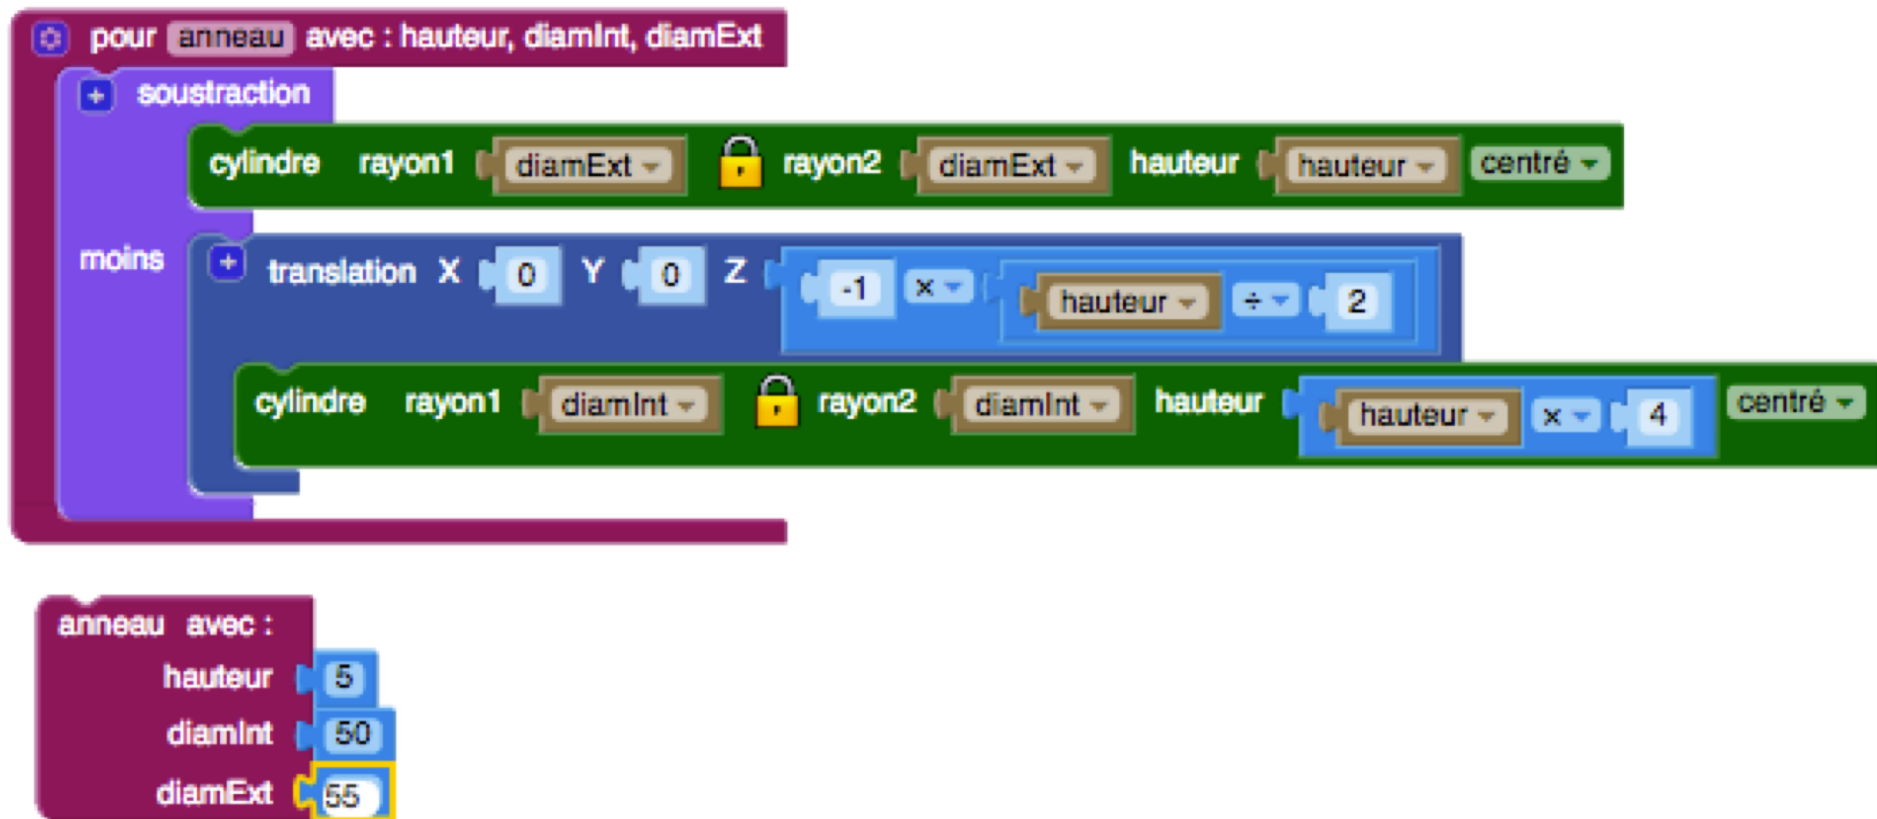 pour anneau avec : hauteur, diamInt, diamExt
+ soustraction
cylindre rayon1 diamExt rayon2 diamExt hauteur hauteur centré
moins + translation X 0 Y 0 Z -1 × hauteur ÷ 2
cylindre rayon1 diamInt rayon2 diamInt hauteur hauteur × 4 centré
anneau avec :
hauteur 5
diamInt 50
diamExt 55